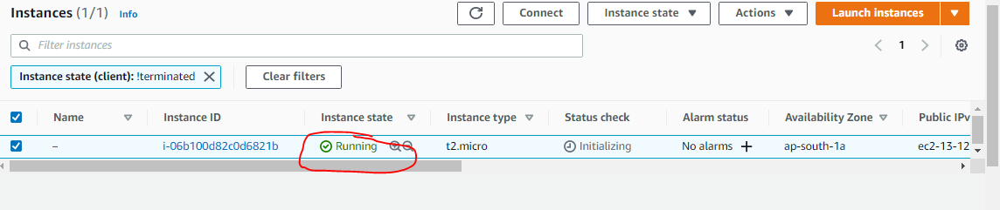 Instances (1/1) Info Connect Instance state Actions Launch instances
Filter instances 1
Instance state (client): !terminated Clear filters
Name Instance ID Instance state Instance type Status check Alarm status Availability Zone Public IPv
– i-06b100d82c0d6821b Running t2.micro Initializing No alarms + ap-south-1a ec2-13-12